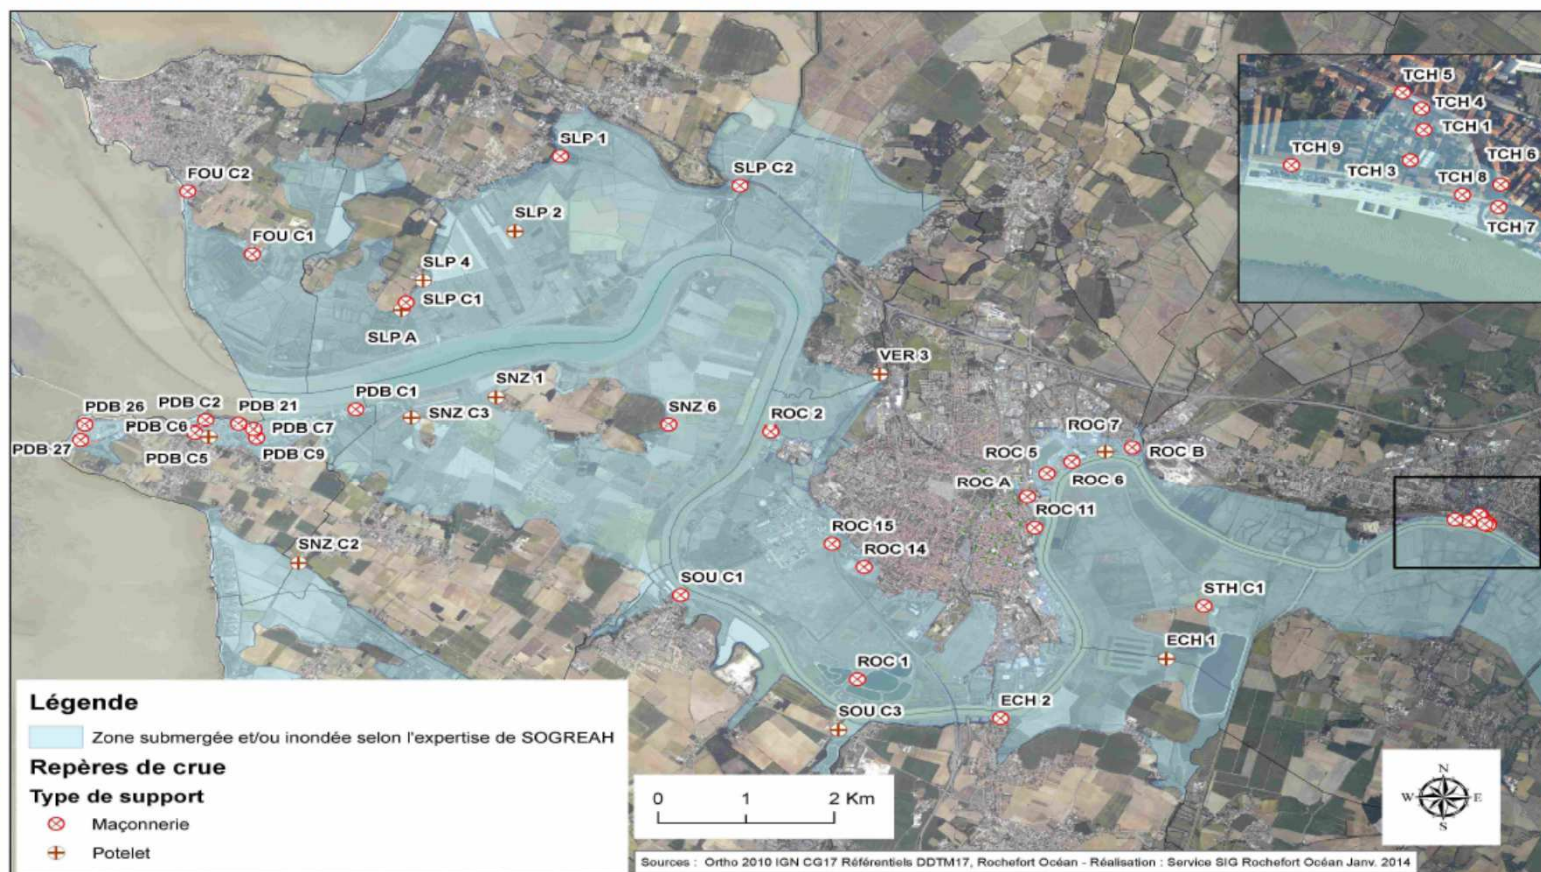 TCH 5
TCH 4
TCH 1
TCH 9
TCH 3
TCH 6
TCH 8
TCH 7
SLP 1
SLP C2
FOU C2
SLP 2
FOU C1
SLP 4
SLP C1
SLP A
VER 3
SNZ 1
PDB C1
PDB C2
PDB 26
PDB 21
SNZ C3
SNZ 6
ROC 2
PDB C6
PDB C7
PDB 27
PDB C5
PDB C9
ROC 7
ROC B
ROC 5
ROC 6
ROC A
ROC 11
ROC 15
ROC 14
SNZ C2
SOU C1
STH C1
ECH 1
ROC 1
ECH 2
SOU C3
Légende
Zone submergée et/ou inondée selon l'expertise de SOGREAH
Repères de crue
Type de support
Maçonnerie
Potelet
0 1 2 Km
N
W E
S
Sources : Ortho 2010 IGN CG17 Référentiels DDTM17, Rochefort Océan - Réalisation : Service SIG Rochefort Océan Janv. 2014